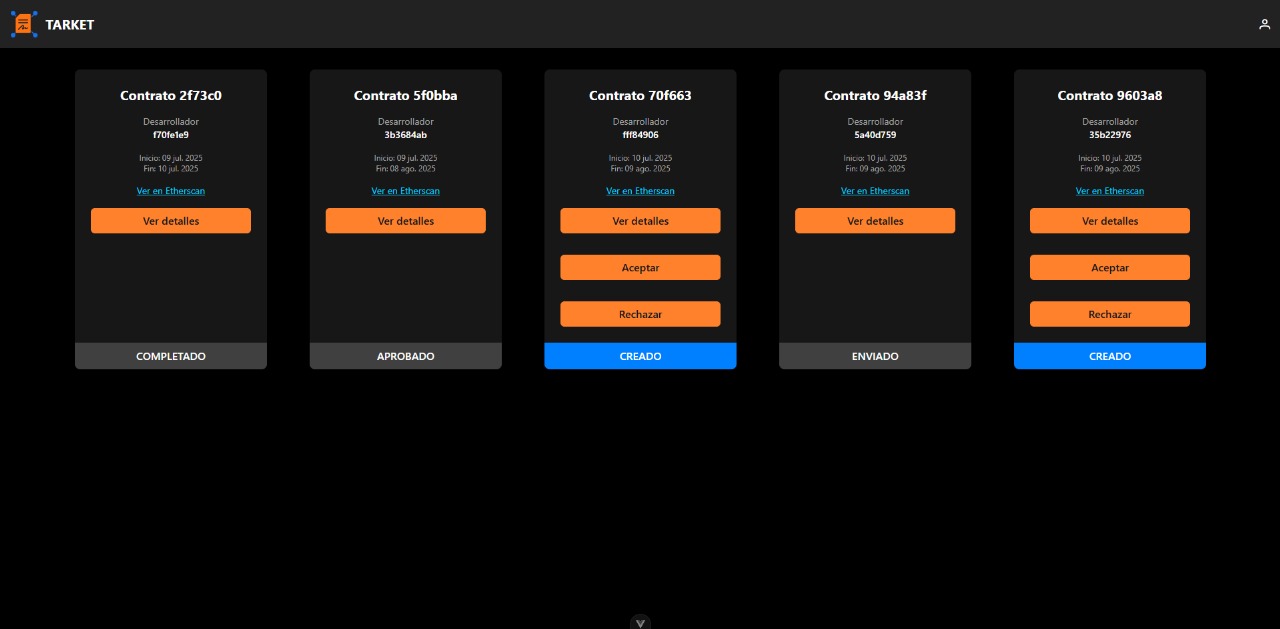 TARKET
Contrato 2f73c0
Desarrollador
f70fe1e9
Inicio: 09 jul. 2025
Fin: 10 jul. 2025
Ver en Etherscan
Ver detalles
COMPLETADO
Contrato 5f0bba
Desarrollador
3b3684ab
Inicio: 09 jul. 2025
Fin: 08 ago. 2025
Ver en Etherscan
Ver detalles
APROBADO
Contrato 70f663
Desarrollador
fff84906
Inicio: 10 jul. 2025
Fin: 09 ago. 2025
Ver en Etherscan
Ver detalles
Aceptar
Rechazar
CREADO
Contrato 94a83f
Desarrollador
5a40d759
Inicio: 10 jul. 2025
Fin: 09 ago. 2025
Ver en Etherscan
Ver detalles
ENVIADO
Contrato 9603a8
Desarrollador
35b22976
Inicio: 10 jul. 2025
Fin: 09 ago. 2025
Ver en Etherscan
Ver detalles
Aceptar
Rechazar
CREADO